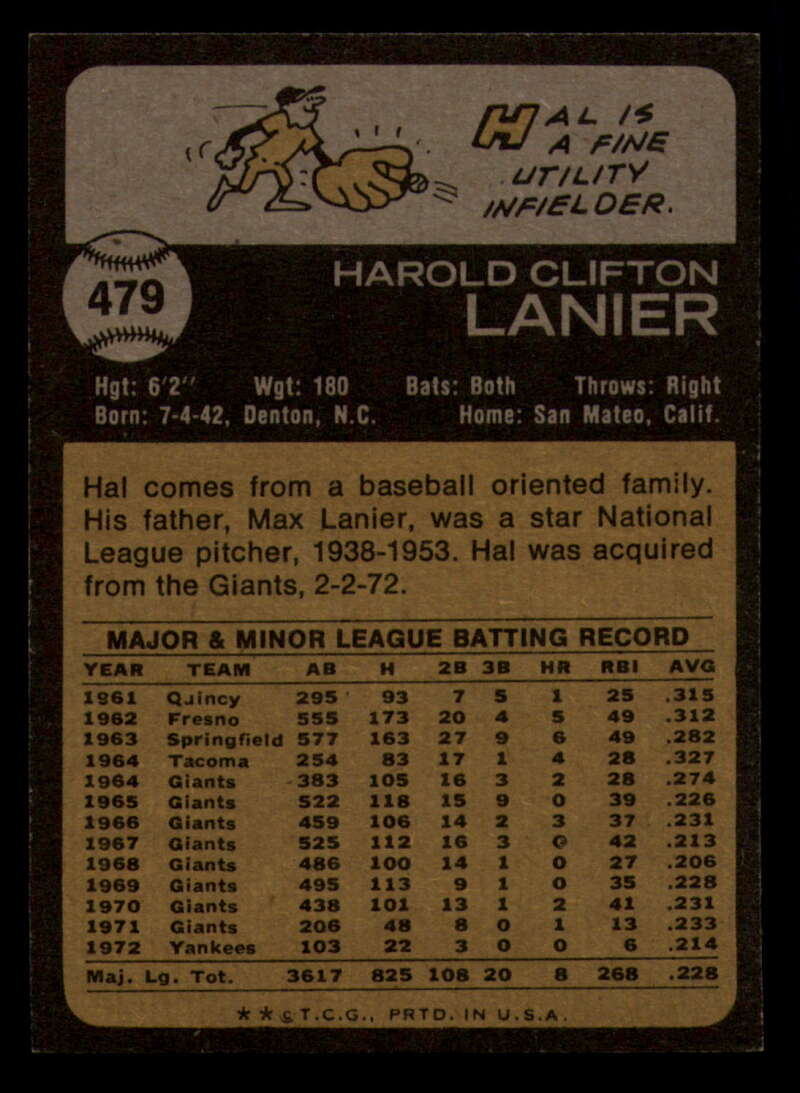 HAL IS
A FINE
UTILITY
INFIELDER.
479
HAROLD CLIFTON
LANIER
Hgt: 6'2" Wgt: 180 Bats: Both Throws: Right
Born: 7-4-42, Denton, N.C. Home: San Mateo, Calif.
Hal comes from a baseball oriented family.
His father, Max Lanier, was a star National
League pitcher, 1938-1953. Hal was acquired
from the Giants, 2-2-72.
MAJOR & MINOR LEAGUE BATTING RECORD
YEAR TEAM AB H 2B 3B HR RBI AVG
1961 Quincy 295 93 7 5 1 25 .315
1962 Fresno 555 173 20 4 5 49 .312
1963 Springfield 577 163 27 9 6 49 .282
1964 Tacoma 254 83 17 1 4 28 .327
1964 Giants 383 105 16 3 2 28 .274
1965 Giants 522 118 15 9 0 39 .226
1966 Giants 459 106 14 2 3 37 .231
1967 Giants 525 112 16 3 0 42 .213
1968 Giants 486 100 14 1 0 27 .206
1969 Giants 495 113 9 1 0 35 .228
1970 Giants 438 101 13 1 2 41 .231
1971 Giants 206 48 8 0 1 13 .233
1972 Yankees 103 22 3 0 0 6 .214
Maj. Lg. Tot. 3617 825 108 20 8 268 .228
* * © T.C.G., PRTD. IN U.S.A.